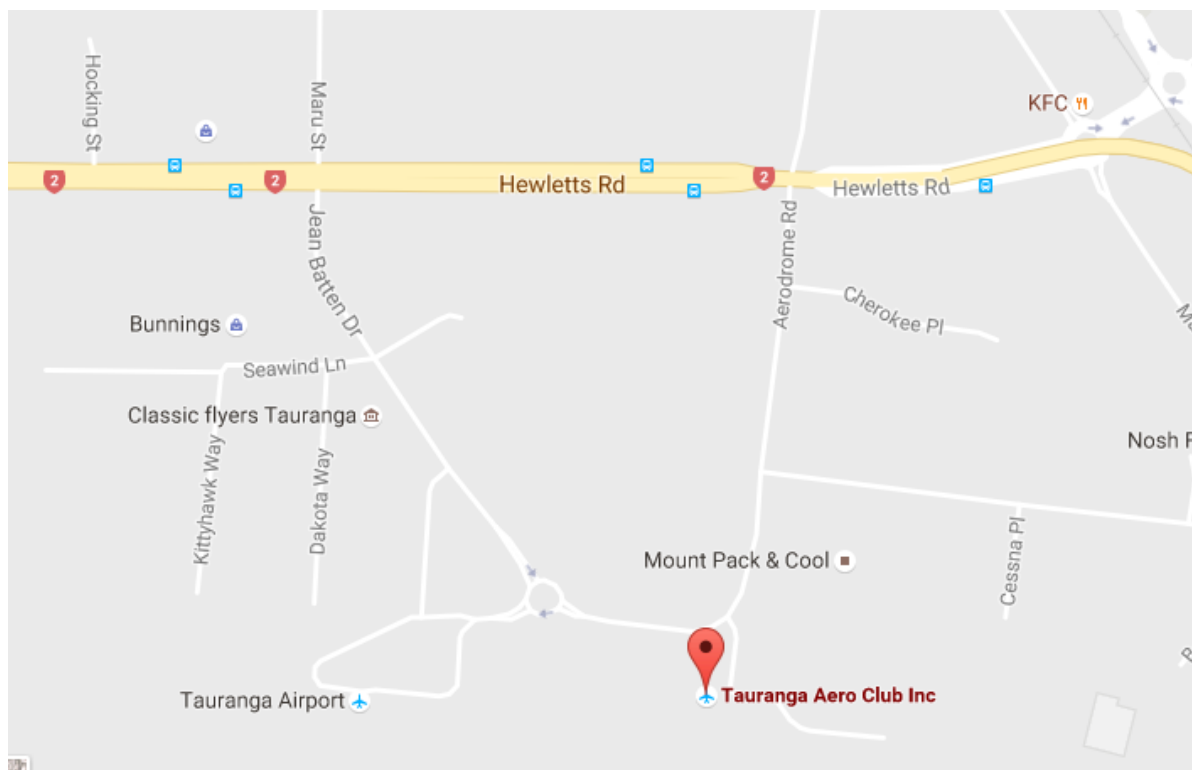 Hocking St
Maru St
KFC
2
2
2
Hewletts Rd
Hewletts Rd
Jean Batten Dr
Aerodrome Rd
Cherokee Pl
Bunnings
Seawind Ln
Classic flyers Tauranga
Nosh
Kittyhawk Way
Dakota Way
Mount Pack & Cool
Cessna Pl
Tauranga Airport
Tauranga Aero Club Inc